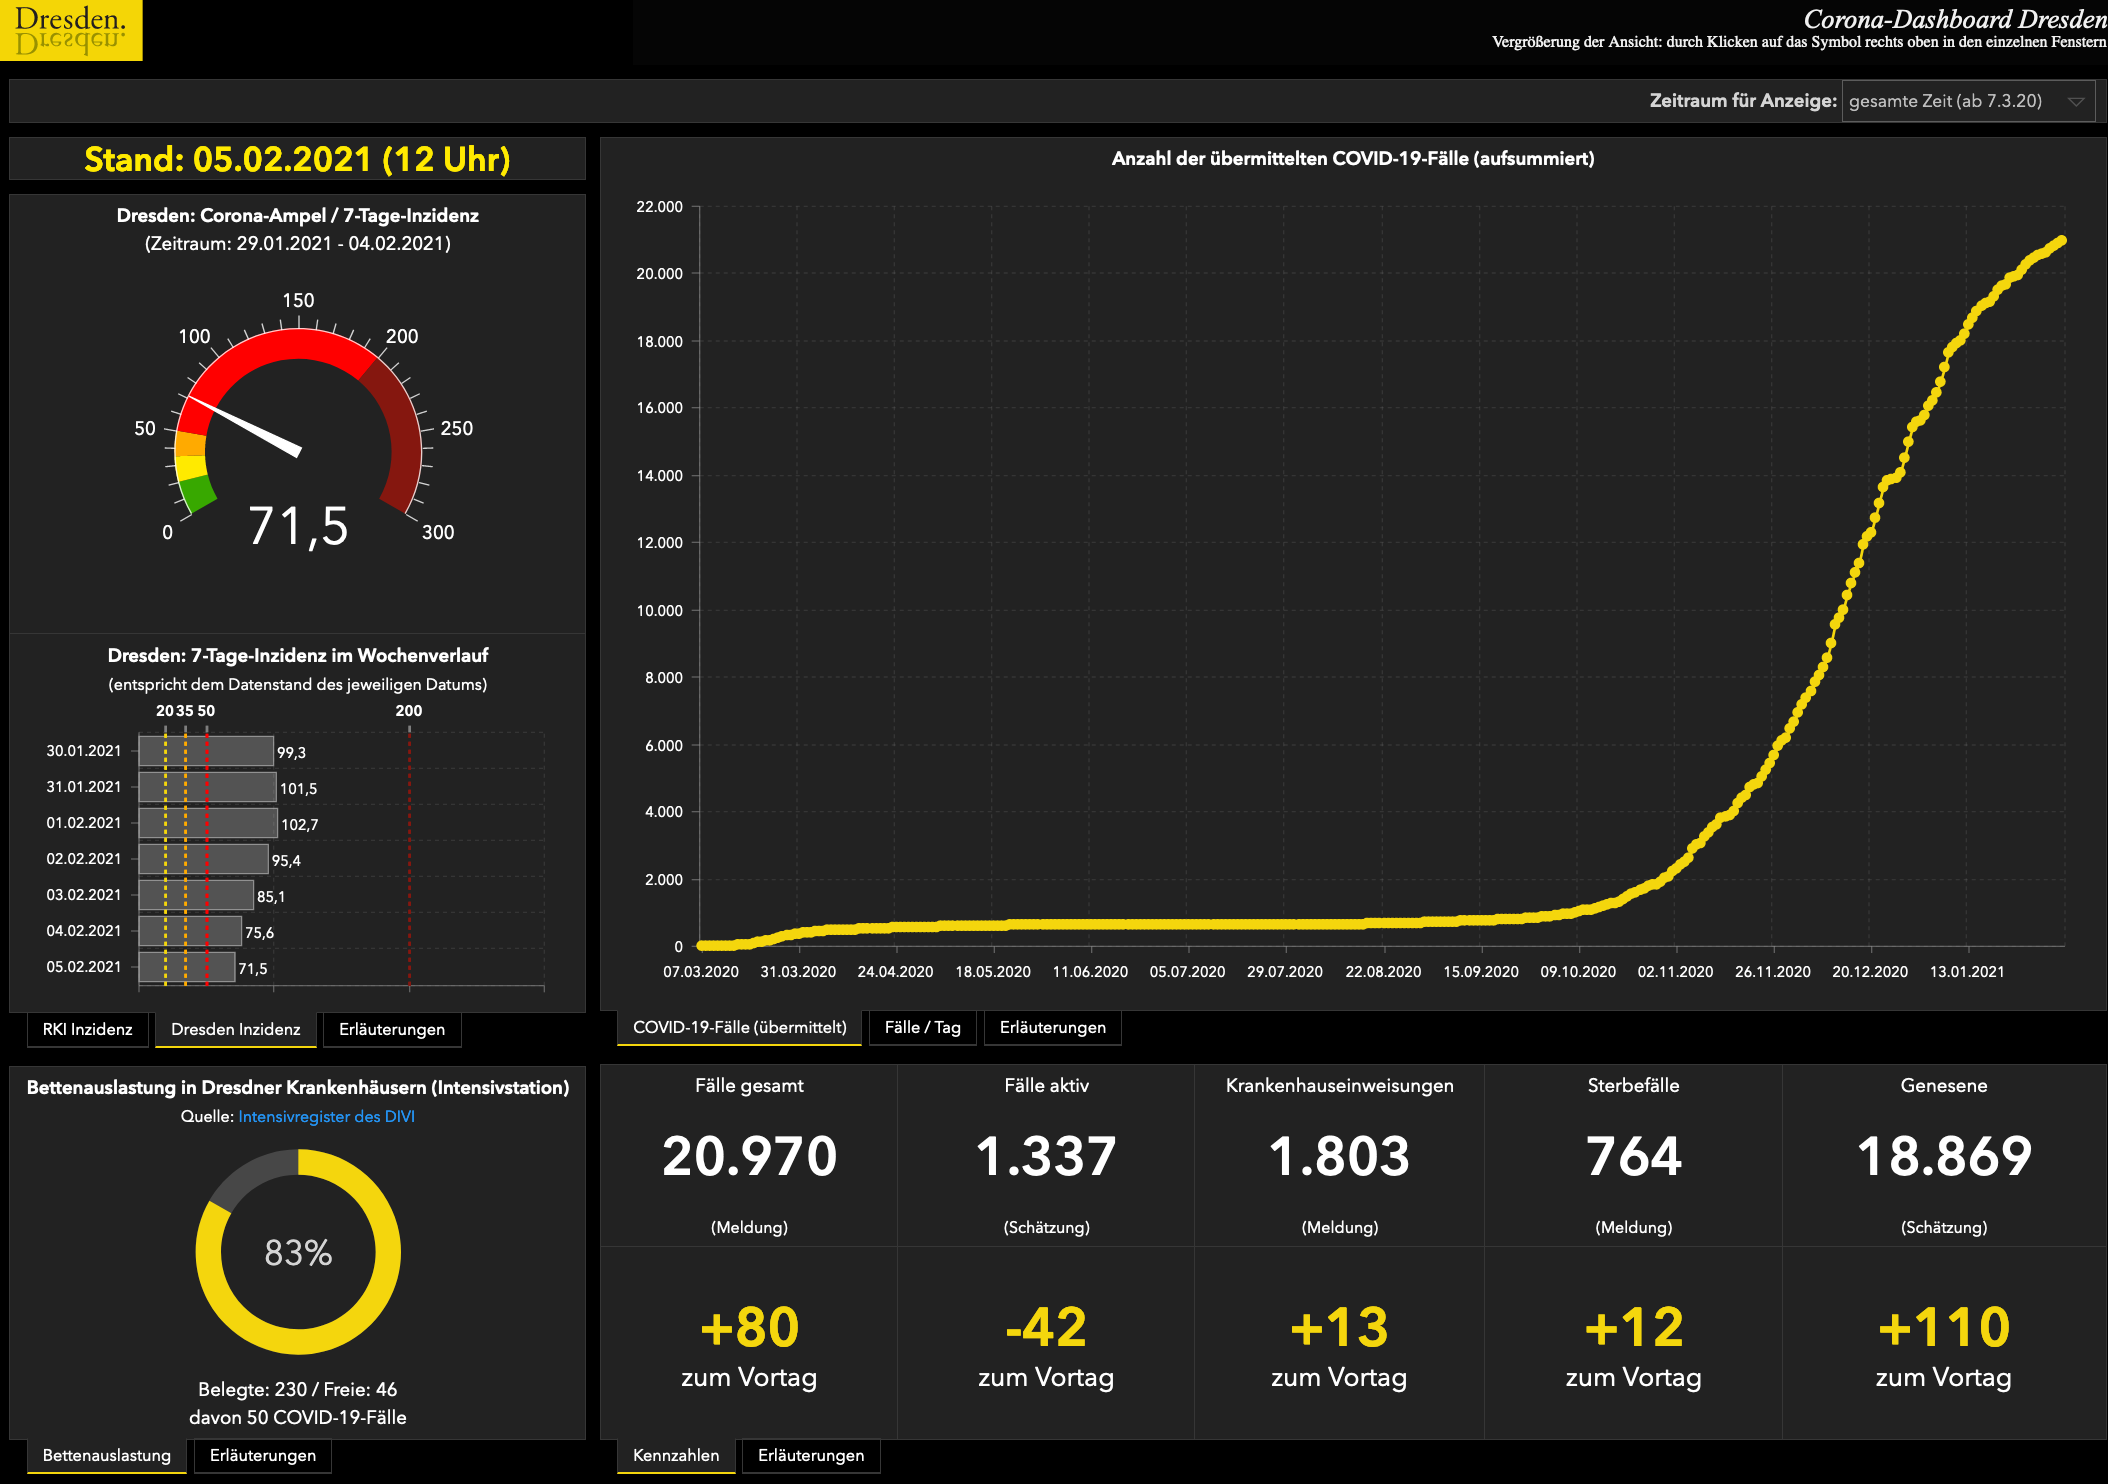 Dresden.
Dresden.
Corona-Dashboard Dresden
Vergrößerung der Ansicht: durch Klicken auf das Symbol rechts oben in den einzelnen Fenstern
Zeitraum für Anzeige: gesamte Zeit (ab 7.3.20)
Stand: 05.02.2021 (12 Uhr)
Dresden: Corona-Ampel / 7-Tage-Inzidenz
(Zeitraum: 29.01.2021 - 04.02.2021)
0
50
100
150
200
250
300
71,5
Dresden: 7-Tage-Inzidenz im Wochenverlauf
(entspricht dem Datenstand des jeweiligen Datums)
20 35 50 200
30.01.2021 99,3
31.01.2021 101,5
01.02.2021 102,7
02.02.2021 95,4
03.02.2021 85,1
04.02.2021 75,6
05.02.2021 71,5
RKI Inzidenz Dresden Inzidenz Erläuterungen
Anzahl der übermittelten COVID-19-Fälle (aufsummiert)
22.000
20.000
18.000
16.000
14.000
12.000
10.000
8.000
6.000
4.000
2.000
0
07.03.2020 31.03.2020 24.04.2020 18.05.2020 11.06.2020 05.07.2020 29.07.2020 22.08.2020 15.09.2020 09.10.2020 02.11.2020 26.11.2020 20.12.2020 13.01.2021
COVID-19-Fälle (übermittelt) Fälle / Tag Erläuterungen
Bettenauslastung in Dresdner Krankenhäusern (Intensivstation)
Quelle: Intensivregister des DIVI
83%
Belegte: 230 / Freie: 46
davon 50 COVID-19-Fälle
Bettenauslastung Erläuterungen
Fälle gesamt
20.970
(Meldung)
+80
zum Vortag
Fälle aktiv
1.337
(Schätzung)
-42
zum Vortag
Krankenhauseinweisungen
1.803
(Meldung)
+13
zum Vortag
Sterbefälle
764
(Meldung)
+12
zum Vortag
Genesene
18.869
(Schätzung)
+110
zum Vortag
Kennzahlen Erläuterungen